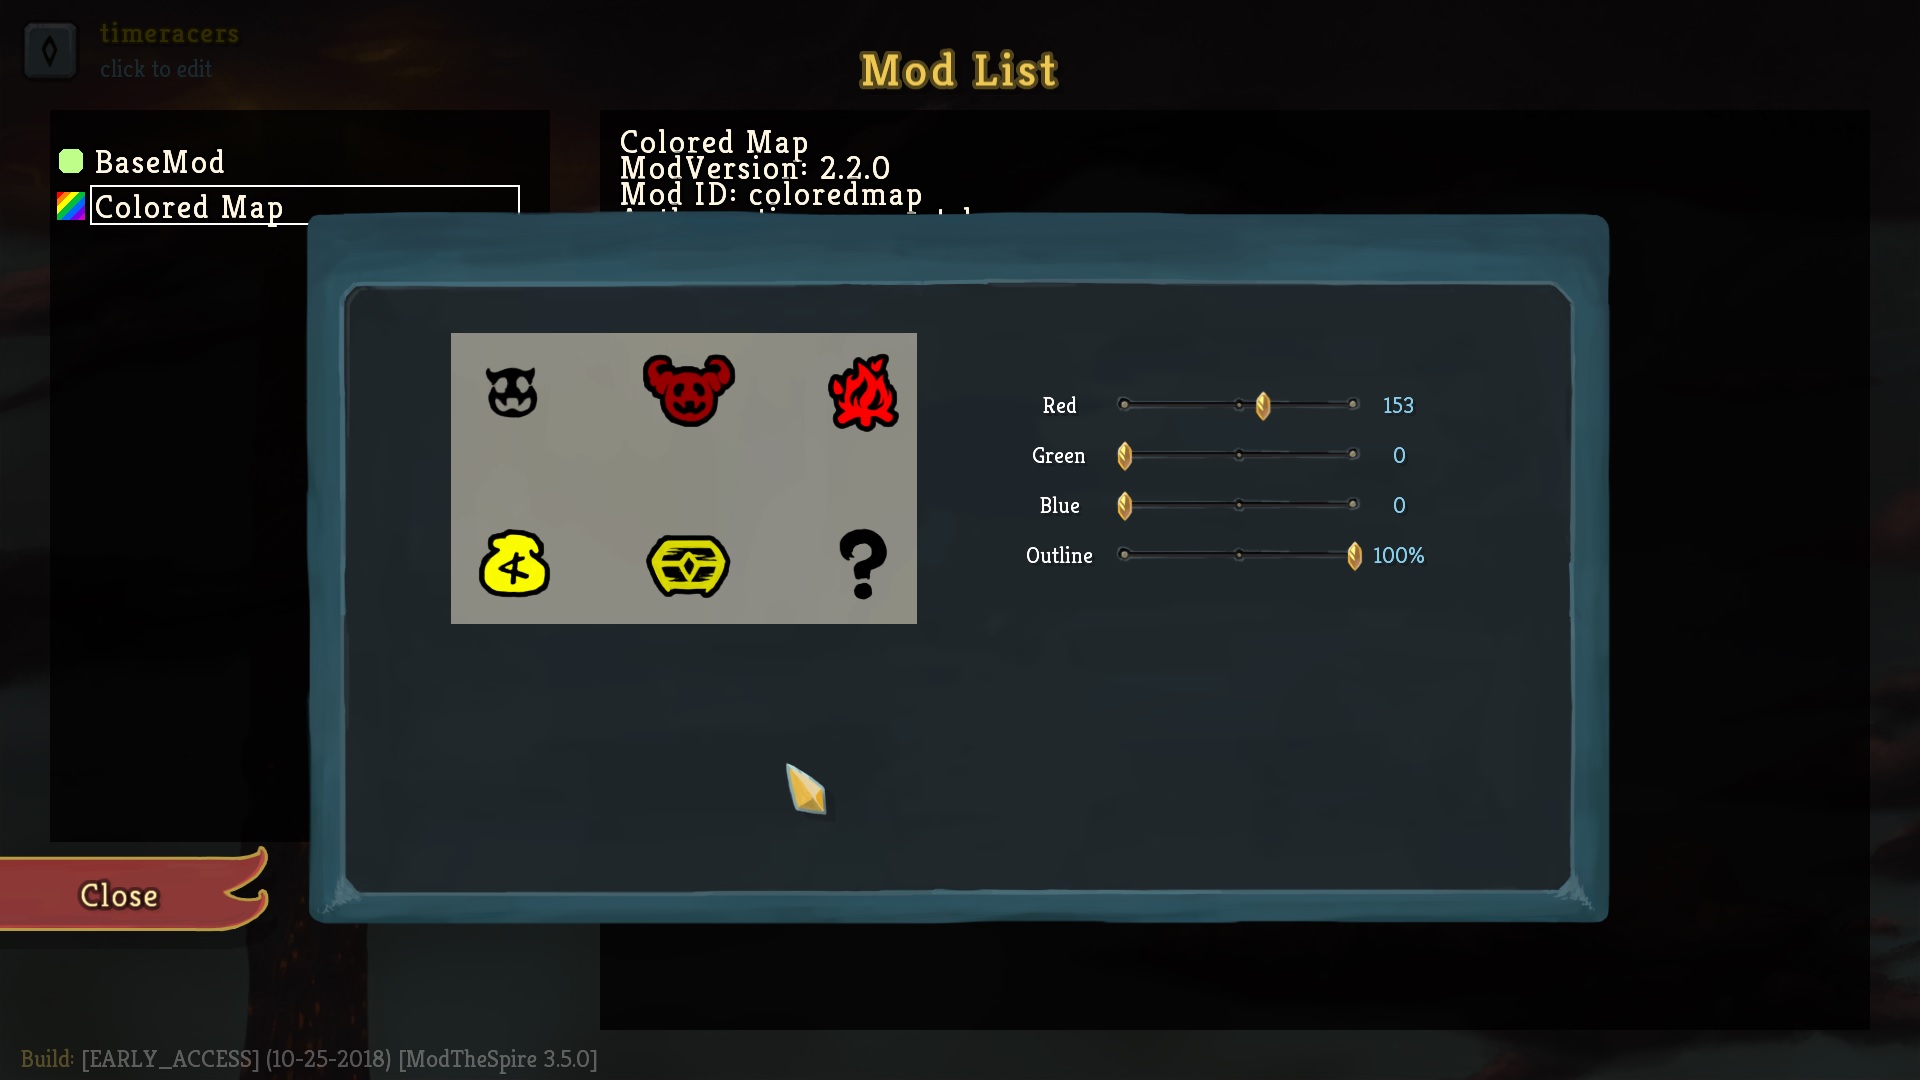 timeracers
click to edit
Mod List
BaseMod
Colored Map
Colored Map
ModVersion: 2.2.0
Mod ID: coloredmap
Red 153
Green 0
Blue 0
Outline 100%
?
Close
Build: [EARLY_ACCESS] (10-25-2018) [ModTheSpire 3.5.0]